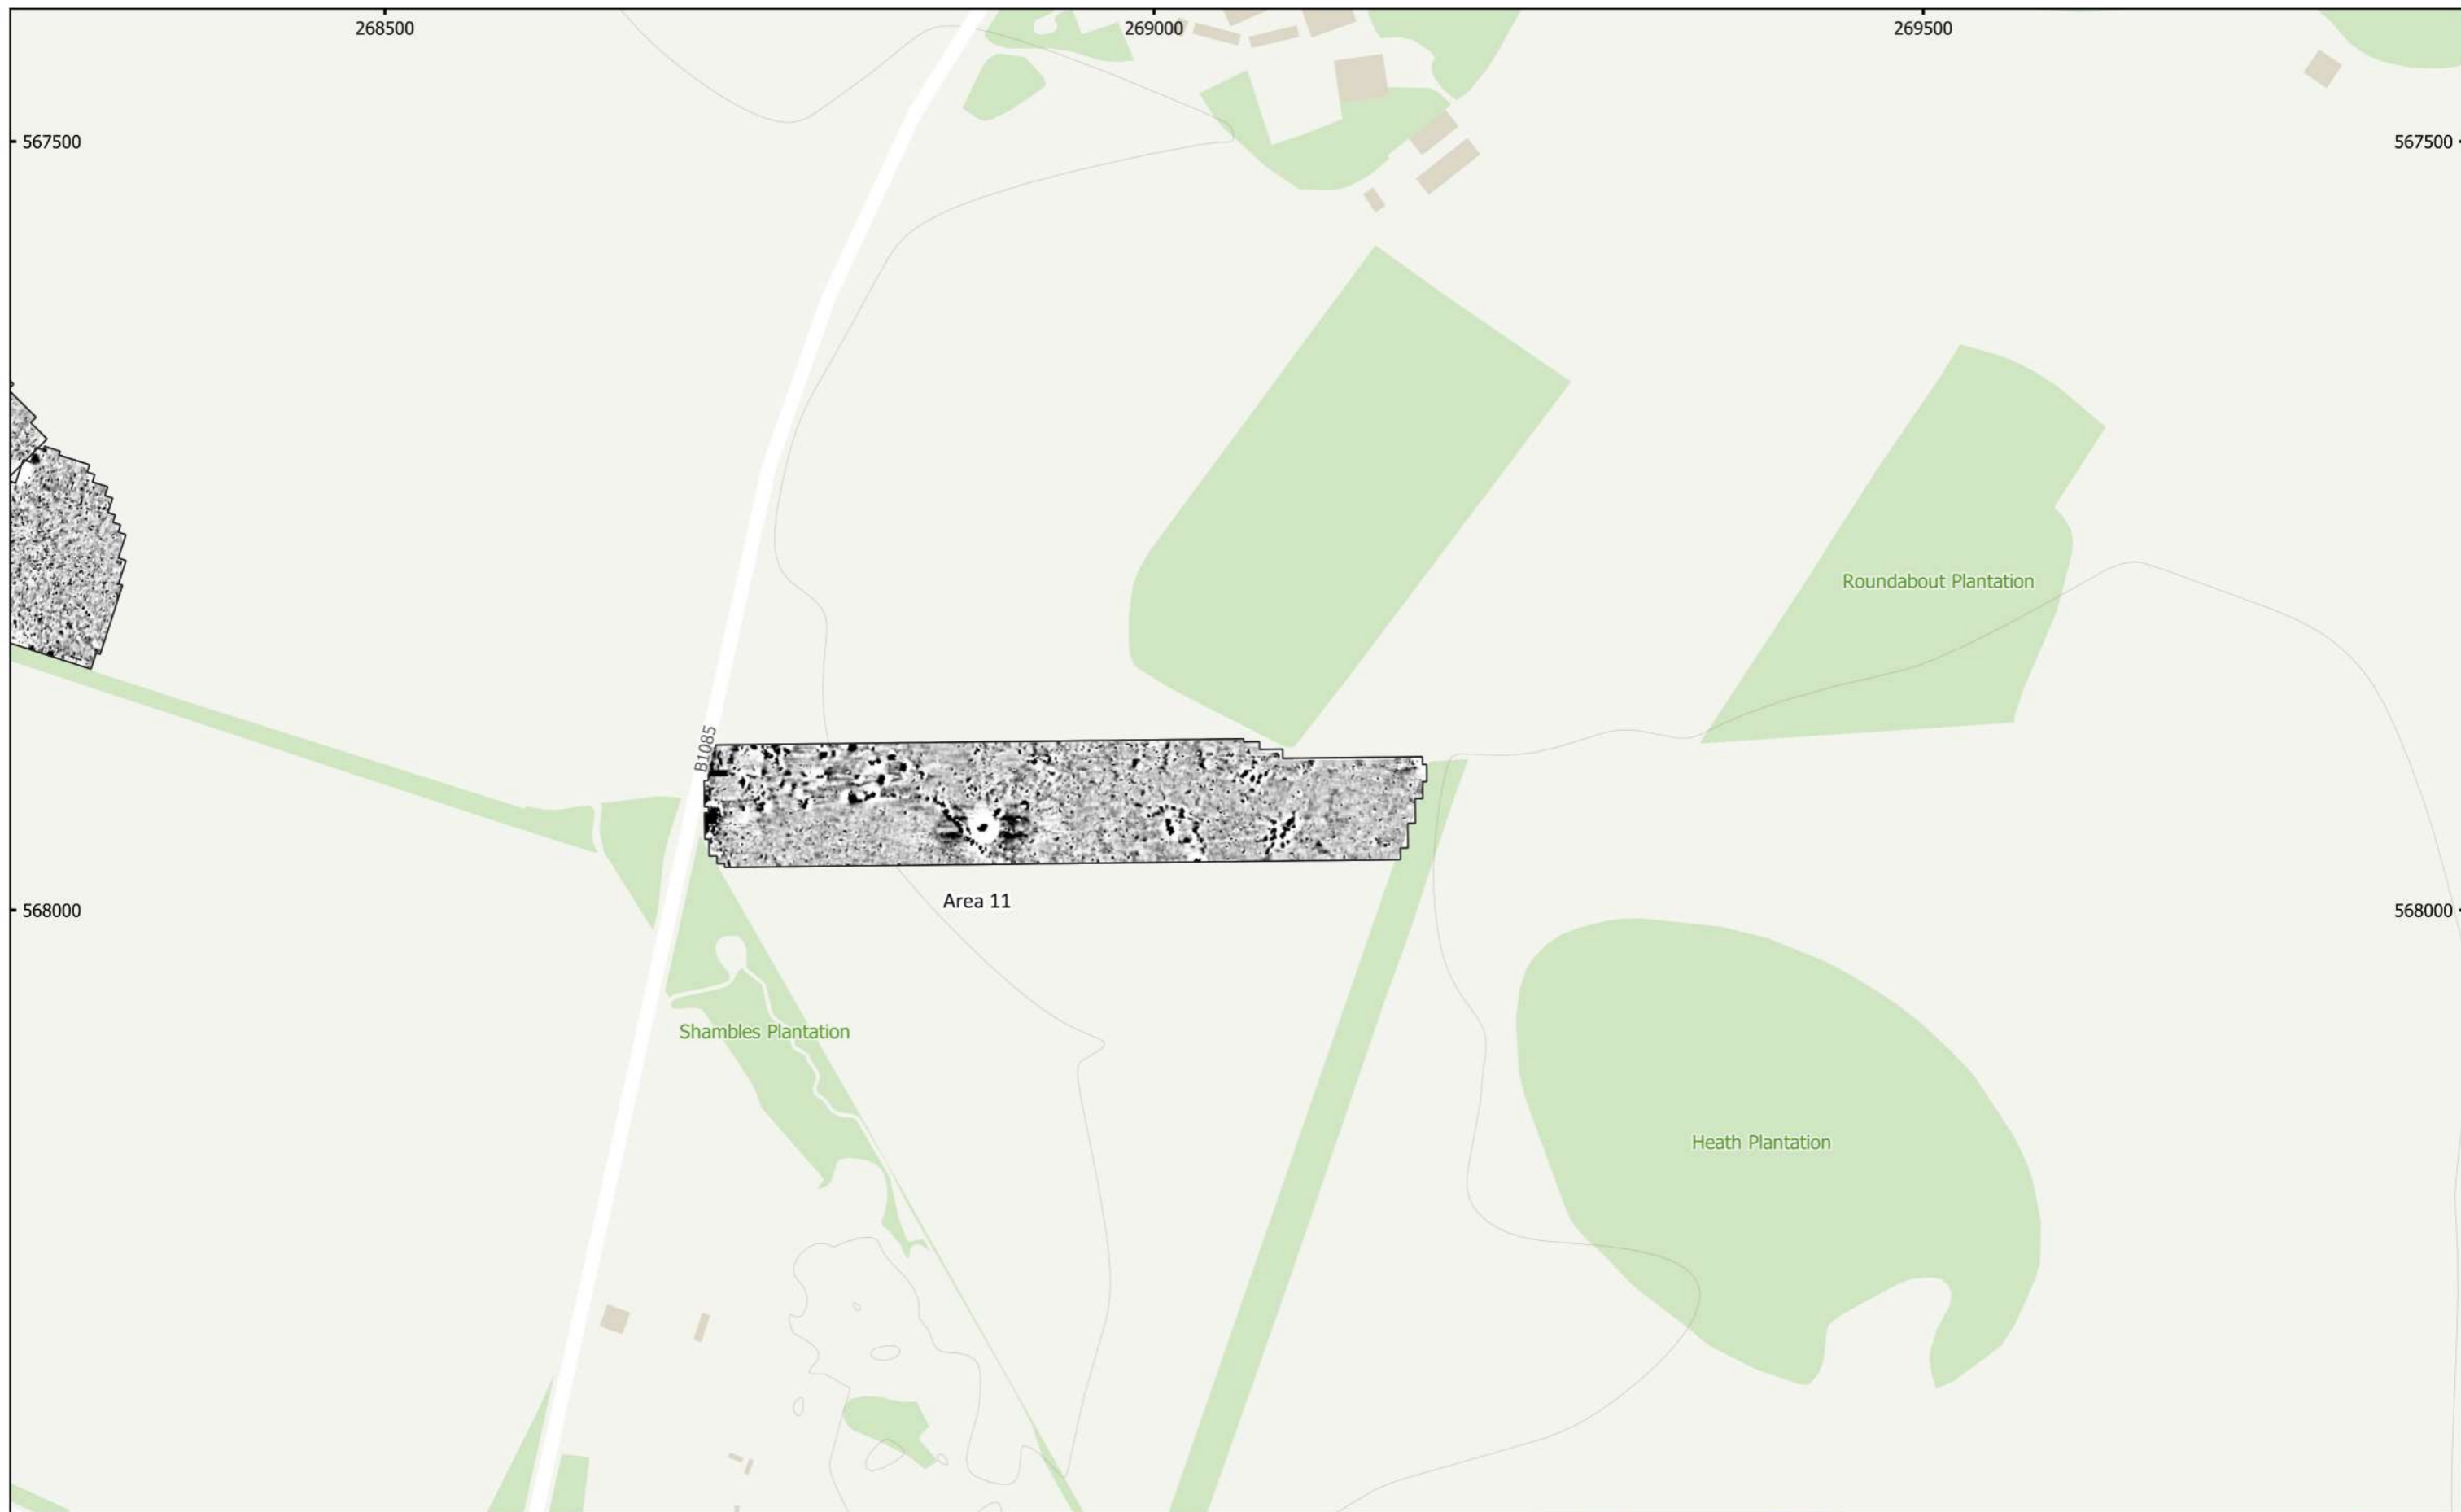 268500
269000
269500
567500
567500
Roundabout Plantation
B1085
Area 11
568000
568000
Shambles Plantation
Heath Plantation